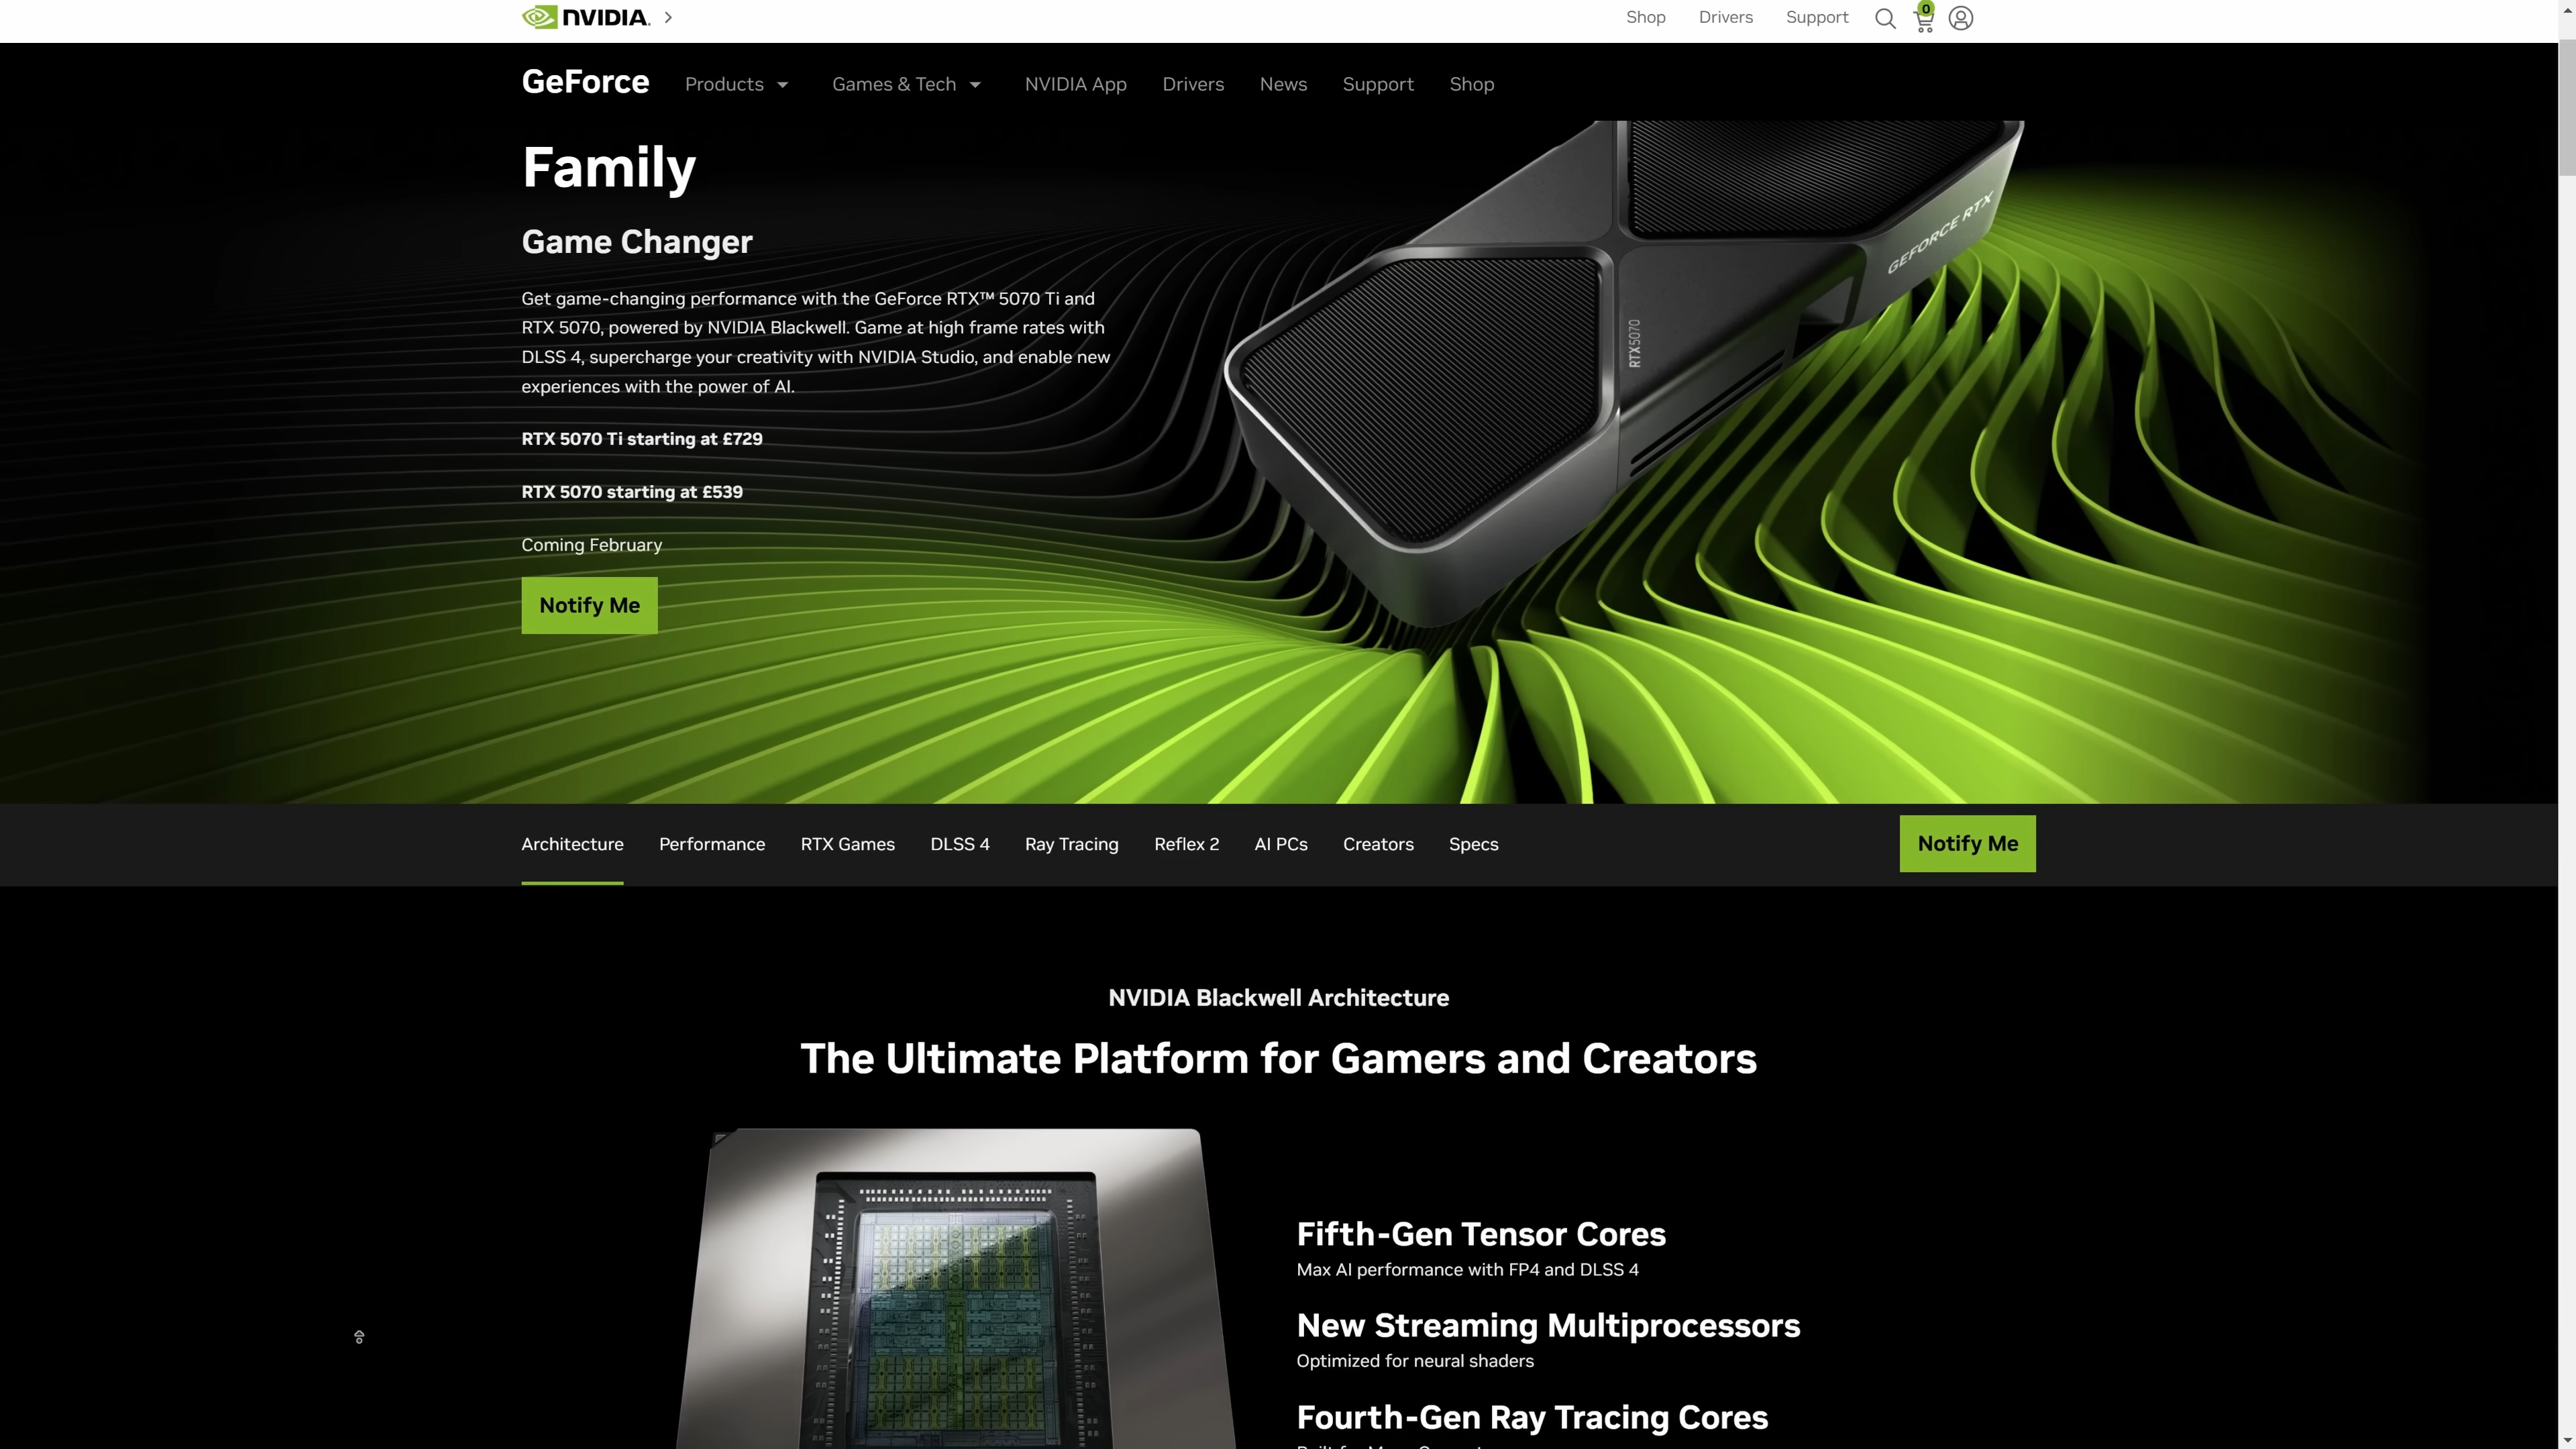 NVIDIA.
Shop Drivers Support 0
GeForce Products Games & Tech NVIDIA App Drivers News Support Shop
Family
Game Changer
Get game-changing performance with the GeForce RTX™ 5070 Ti and
RTX 5070, powered by NVIDIA Blackwell. Game at high frame rates with
DLSS 4, supercharge your creativity with NVIDIA Studio, and enable new
experiences with the power of AI.
RTX 5070 Ti starting at £729
RTX 5070 starting at £539
Coming February
Notify Me
GEFORCE RTX
RTX5070
Architecture Performance RTX Games DLSS 4 Ray Tracing Reflex 2 AI PCs Creators Specs Notify Me
NVIDIA Blackwell Architecture
The Ultimate Platform for Gamers and Creators
Fifth-Gen Tensor Cores
Max AI performance with FP4 and DLSS 4
New Streaming Multiprocessors
Optimized for neural shaders
Fourth-Gen Ray Tracing Cores